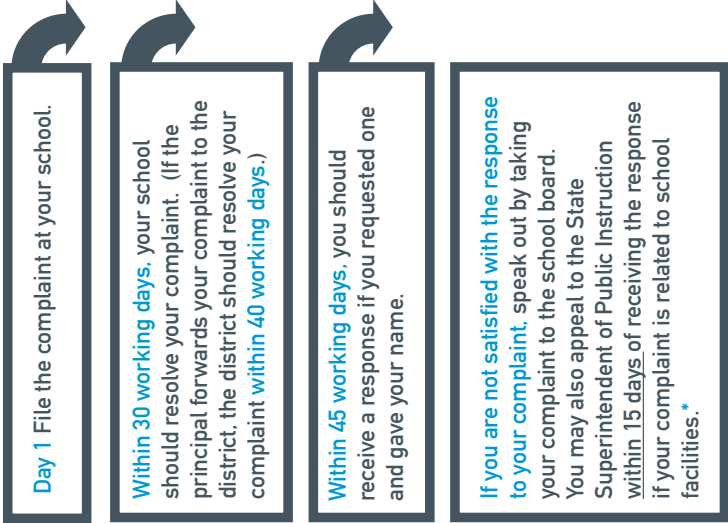 Day 1 File the complaint at your school.
Within 30 working days, your school
should resolve your complaint. (If the
principal forwards your complaint to the
district, the district should resolve your
complaint within 40 working days.)
Within 45 working days, you should
receive a response if you requested one
and gave your name.
If you are not satisfied with the response
to your complaint, speak out by taking
your complaint to the school board.
You may also appeal to the State
Superintendent of Public Instruction
within 15 days of receiving the response
if your complaint is related to school
facilities.*